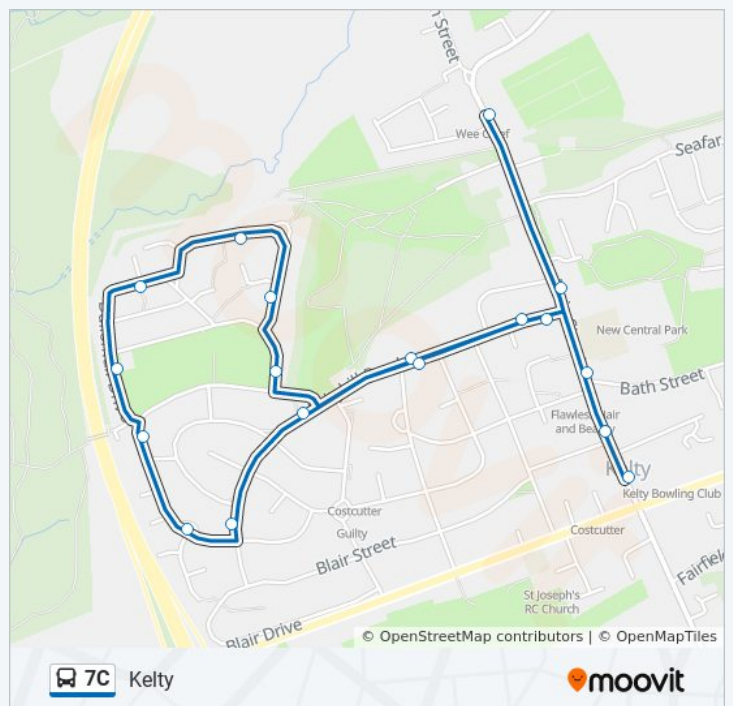 Wee Chef
Seafar
New Central Park
Bath Street
Flawless Hair
and Beauty
Kelty
Kelty Bowling Club
Costcutter
Guilty
Costcutter
Blair Street
Fairfield
St Joseph's
RC Church
Blair Drive
© OpenStreetMap contributors | © OpenMapTiles
7C Kelty
moovit